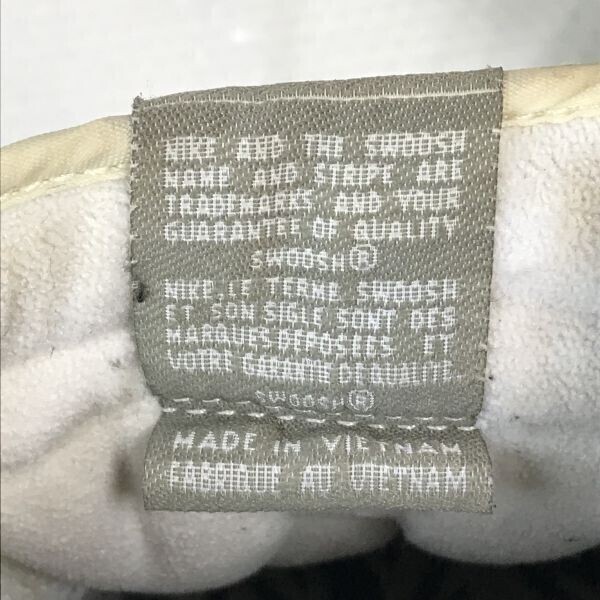 NIKE AND THE SWOOSH
NAME AND STRIPE ARE
TRADEMARKS AND YOUR
GUARANTEE OF QUALITY
SWOOSH®
NIKE, LE TERME SWOOSH
ET SON SIGLE SONT DES
MARQUES DEPOSEES ET
VOTRE GARANTIE DE QUALITE.
SWOOSH®
MADE IN VIETNAM
FABRIQUE AU VIETNAM